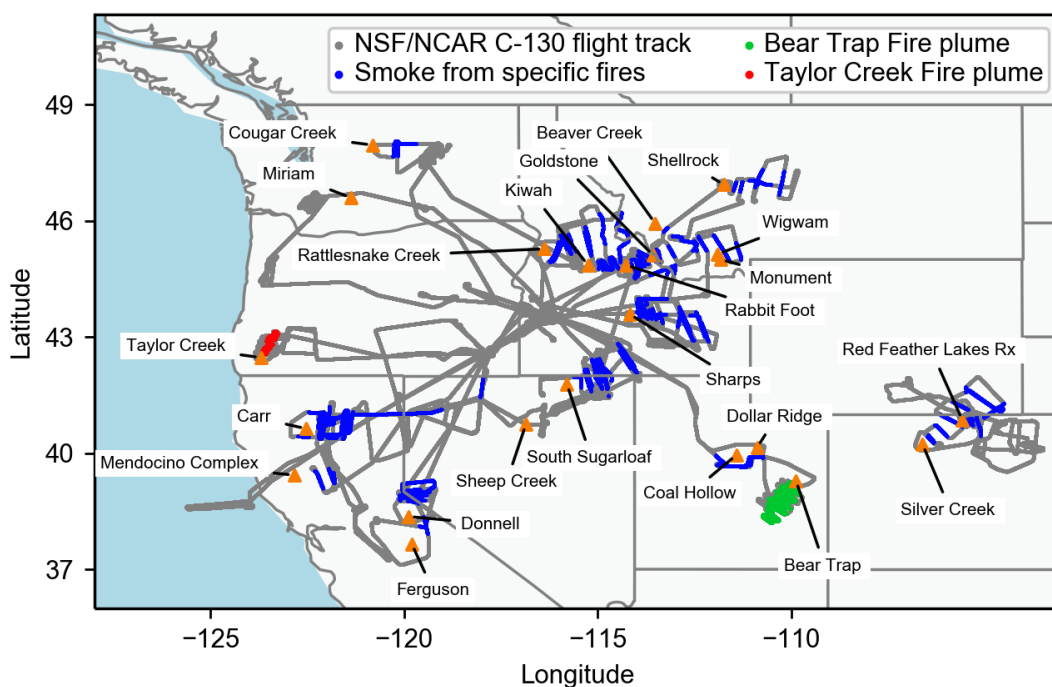 NSF/NCAR C-130 flight track
Smoke from specific fires
Bear Trap Fire plume
Taylor Creek Fire plume
49
46
43
40
37
Latitude
Cougar Creek
Miriam
Beaver Creek
Goldstone
Kiwah
Shellrock
Wigwam
Rattlesnake Creek
Monument
Rabbit Foot
Taylor Creek
Sharps
Red Feather Lakes Rx
Carr
Dollar Ridge
Mendocino Complex
South Sugarloaf
Sheep Creek
Coal Hollow
Silver Creek
Donnell
Bear Trap
Ferguson
−125
−120
−115
−110
Longitude